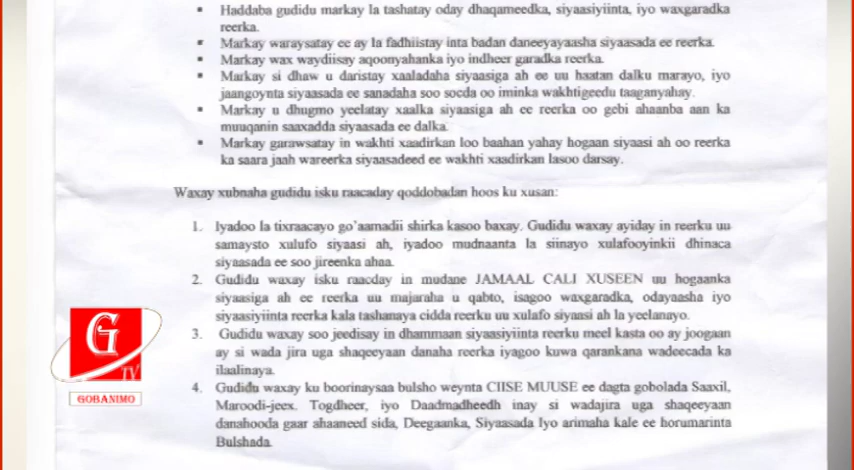 ▪ Haddaba gudidu markay la tashatay oday dhaqameedka, siyaasiyiinta, iyo waxgaradka
reerka.
▪ Markay waraysatay ee ay la fadhiistay inta badan daneeyayaasha siyaasada ee reerka.
▪ Markay wax waydiisay aqoonyahanka iyo indheer garadka reerka.
▪ Markay si dhaw u daristay xaaladaha siyaasiga ah ee uu haatan dalku marayo, iyo
jaangoynta siyaasada ee sanadaha soo socda oo iminka wakhtigeedu taaganyahay.
▪ Markay u dhugmo yeelatay xaalka siyaasiga ah ee reerka oo gebi ahaanba aan ka
muuqanin saaxadda siyaasada ee dalka.
▪ Markay garawsatay in wakhti xaadirkan loo baahan yahay hogaan siyaasi ah oo reerka
ka saara jaah wareerka siyaasadeed ee wakhti xaadirkan lasoo darsay.
Waxay xubnaha gudidu isku raacaday qoddobadan hoos ku xusan:
1. Iyadoo la tixraacayo go'aamadii shirka kasoo baxay. Gudidu waxay ayiday in reerku uu
samaysto xulufo siyaasi ah, iyadoo mudnaanta la siinayo xulafooyinkii dhinaca
siyaasada ee soo jireenka ahaa.
2. Gudidu waxay isku raacday in mudane JAMAAL CALI XUSEEN uu hogaanka
siyaasiga ah ee reerka uu majaraha u qabto, isagoo waxgaradka, odayaasha iyo
siyaasiyiinta reerka kala tashanaya cidda reerku uu xulafo siyaasi ah la yeelanayo.
3. Gudidu waxay soo jeedisay in dhammaan siyaasiyiinta reerku meel kasta oo ay joogaan
ay si wada jira uga shaqeeyaan danaha reerka iyagoo kuwa qarankana wadeecada ka
ilaalinaya.
4. Gudidu waxay ku boorinaysaa bulsho weynta CIISE MUUSE ee dagta gobolada Saaxil,
Maroodi-jeex. Togdheer, iyo Daadmadheedh inay si wadajira uga shaqeeyaan
danahooda gaar ahaaneed sida, Deegaanka, Siyaasada Iyo arimaha kale ee horumarinta
Bulshada.
G
TV
GOBANIMO